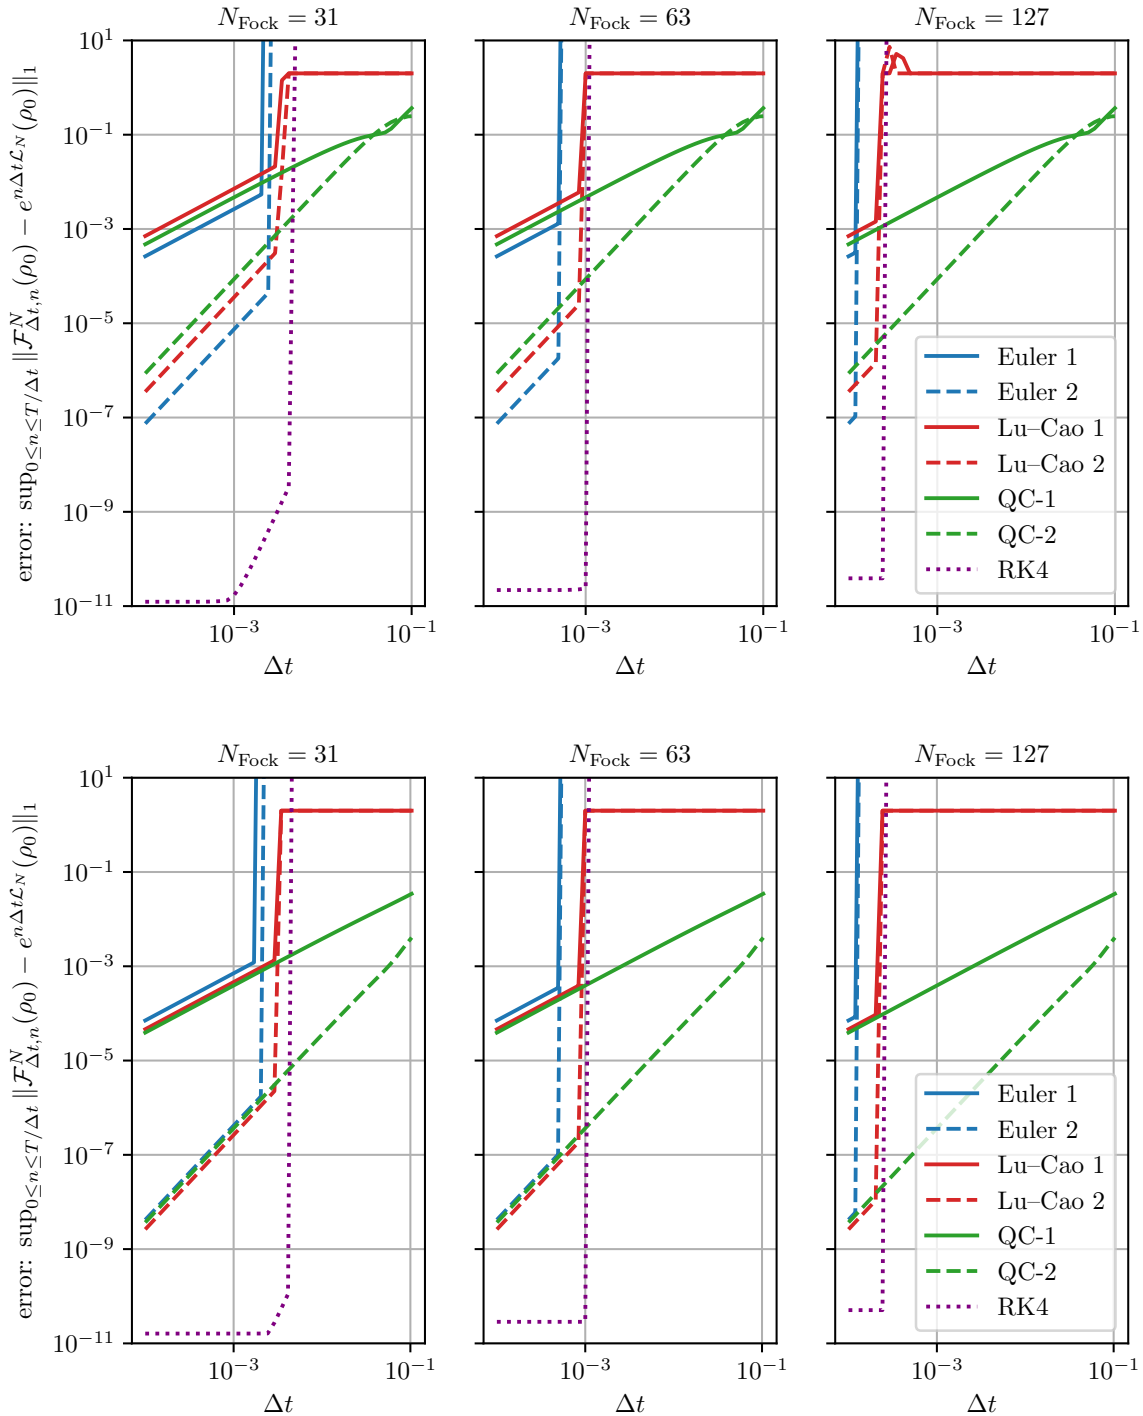 N_Fock = 31
N_Fock = 63
N_Fock = 127
error: sup_{0≤n≤T/Δt} ||𝓕^N_{Δt,n}(ρ_0) − e^{nΔt𝓛_N}(ρ_0)||_1
10^1
10^{-1}
10^{-3}
10^{-5}
10^{-7}
10^{-9}
10^{-11}
Euler 1
Euler 2
Lu–Cao 1
Lu–Cao 2
QC-1
QC-2
RK4
10^{-3} 10^{-1}
10^{-3} 10^{-1}
10^{-3} 10^{-1}
Δt
Δt
Δt
N_Fock = 31
N_Fock = 63
N_Fock = 127
error: sup_{0≤n≤T/Δt} ||𝓕^N_{Δt,n}(ρ_0) − e^{nΔt𝓛_N}(ρ_0)||_1
10^1
10^{-1}
10^{-3}
10^{-5}
10^{-7}
10^{-9}
10^{-11}
Euler 1
Euler 2
Lu–Cao 1
Lu–Cao 2
QC-1
QC-2
RK4
10^{-3} 10^{-1}
10^{-3} 10^{-1}
10^{-3} 10^{-1}
Δt
Δt
Δt